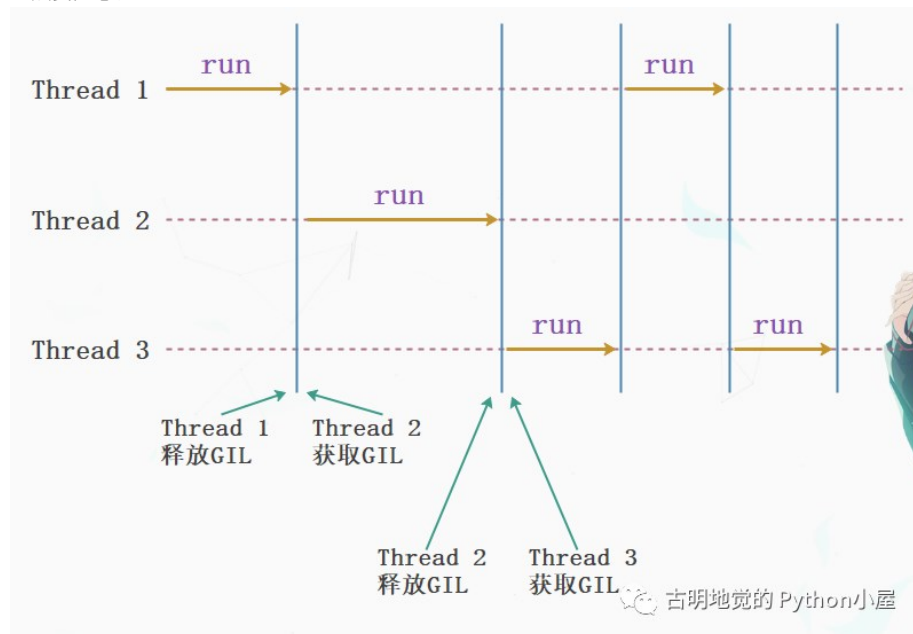 run
run
Thread 1
run
Thread 2
run
run
Thread 3
Thread 1
释放GIL
Thread 2
获取GIL
Thread 2
释放GIL
Thread 3
获取GIL
古明地觉的 Python小屋